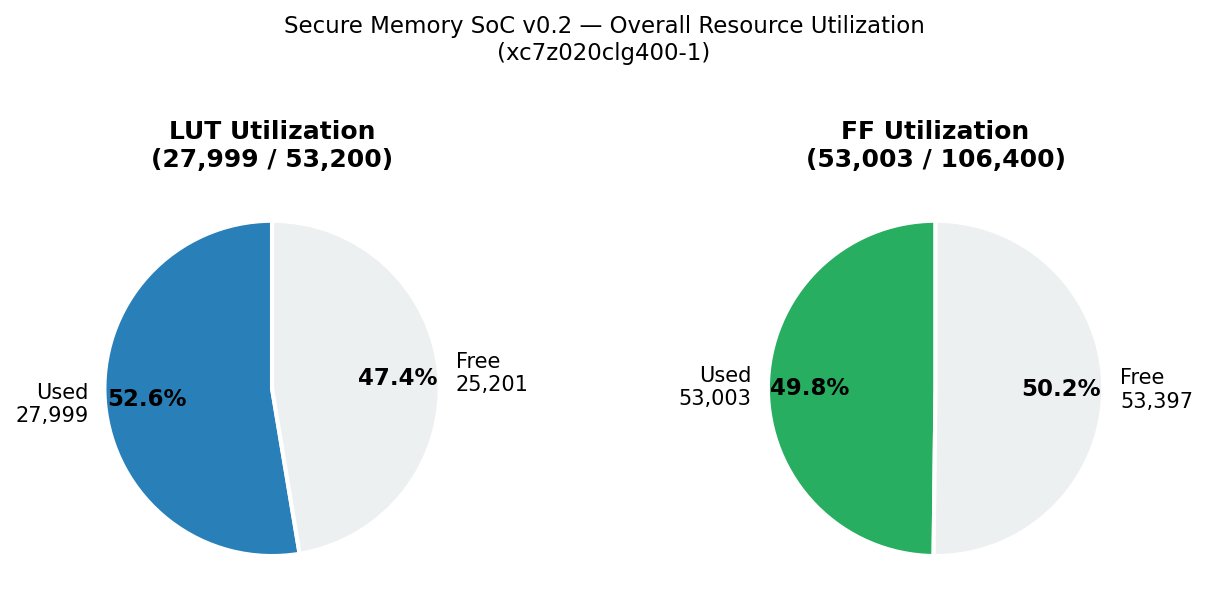 Secure Memory SoC v0.2 — Overall Resource Utilization
(xc7z020clg400-1)
LUT Utilization
(27,999 / 53,200)
Used
27,999
52.6%
47.4%
Free
25,201
FF Utilization
(53,003 / 106,400)
Used
53,003
49.8%
50.2%
Free
53,397